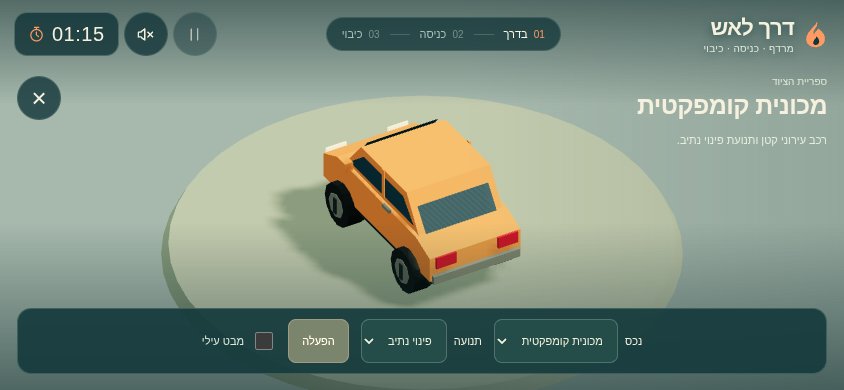 דרך לאש
מרדף · כניסה · כיבוי
01 בדרך 02 כניסה 03 כיבוי
01:15
ספריית הציוד
מכונית קומפקטית
רכב עירוני קטן ותנועת פינוי נתיב.
נכס מכונית קומפקטית תנועה פינוי נתיב הפעלה מבט עילי